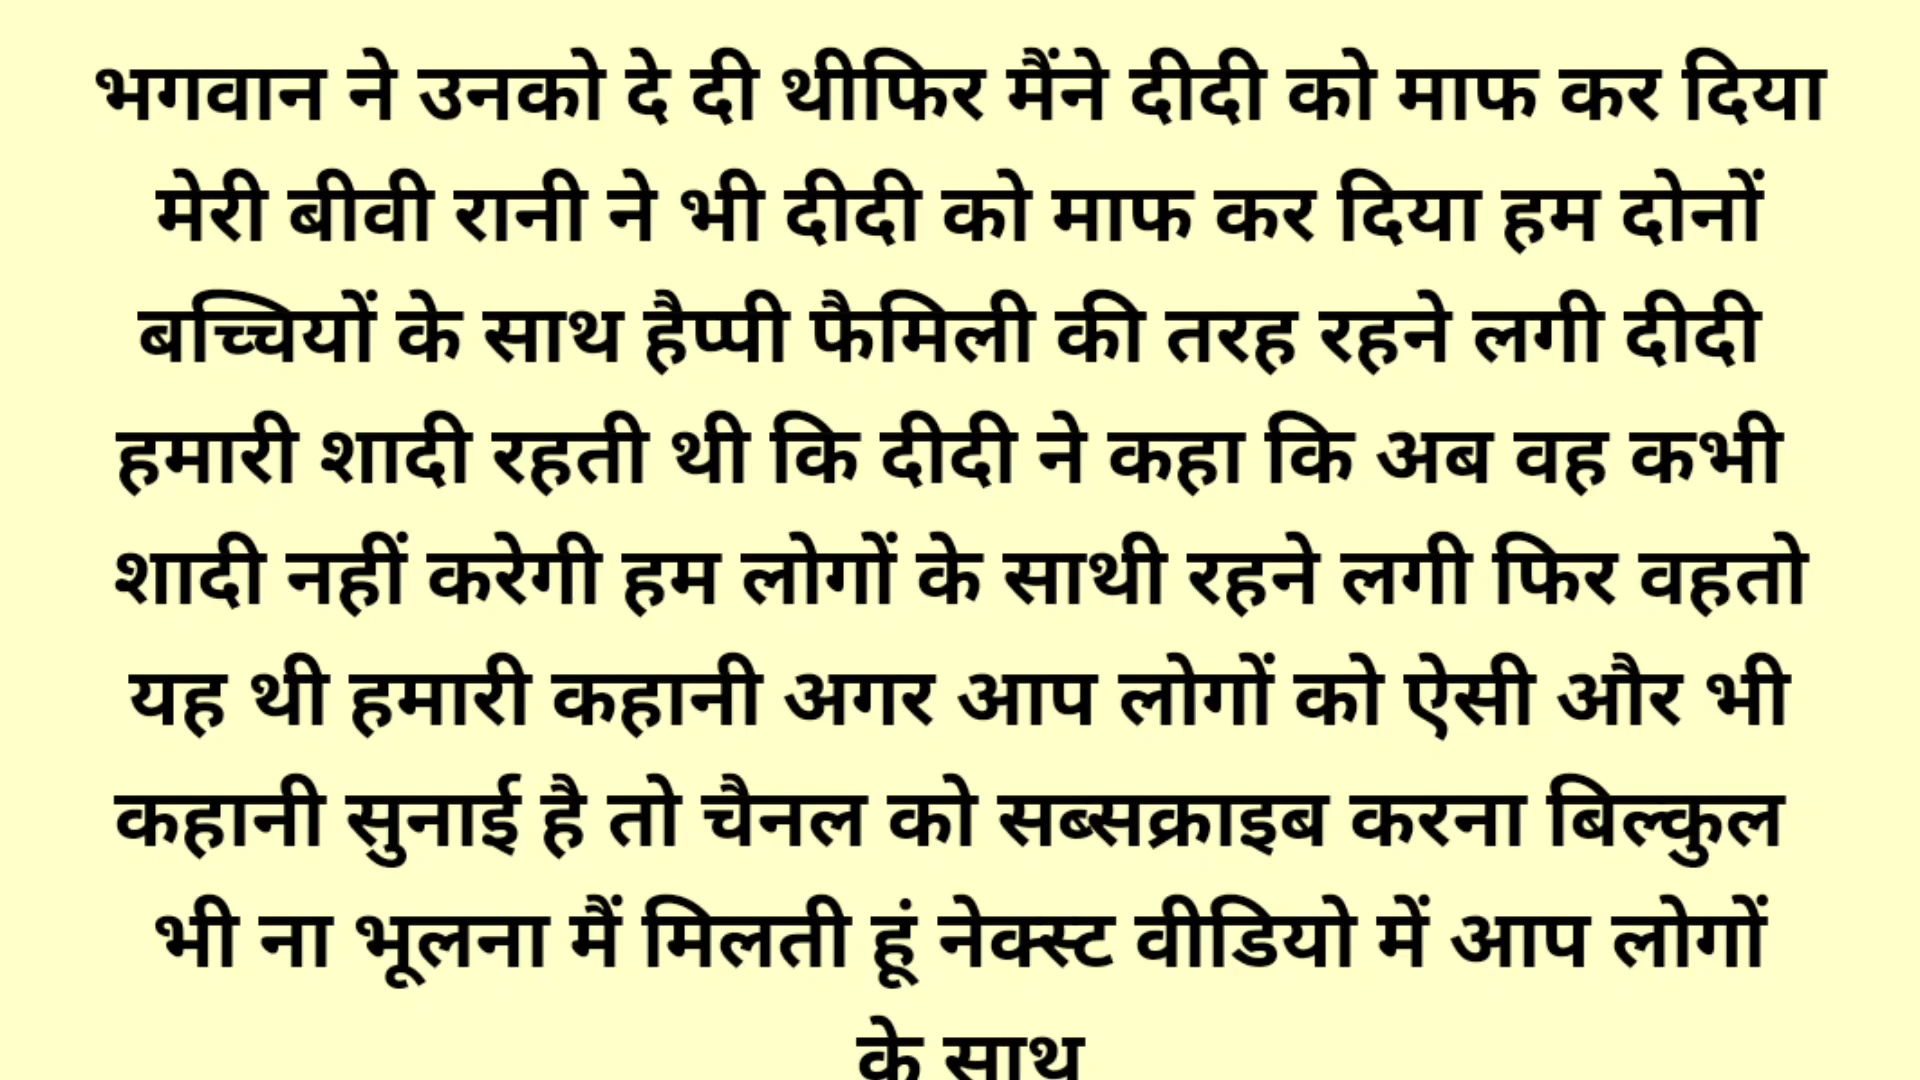 भगवान ने उनको दे दी थीफिर मैंने दीदी को माफ कर दिया
मेरी बीवी रानी ने भी दीदी को माफ कर दिया हम दोनों
बच्चियों के साथ हैप्पी फैमिली की तरह रहने लगी दीदी
हमारी शादी रहती थी कि दीदी ने कहा कि अब वह कभी
शादी नहीं करेगी हम लोगों के साथी रहने लगी फिर वहतो
यह थी हमारी कहानी अगर आप लोगों को ऐसी और भी
कहानी सुनाई है तो चैनल को सब्सक्राइब करना बिल्कुल
भी ना भूलना मैं मिलती हूं नेक्स्ट वीडियो में आप लोगों
के साथ